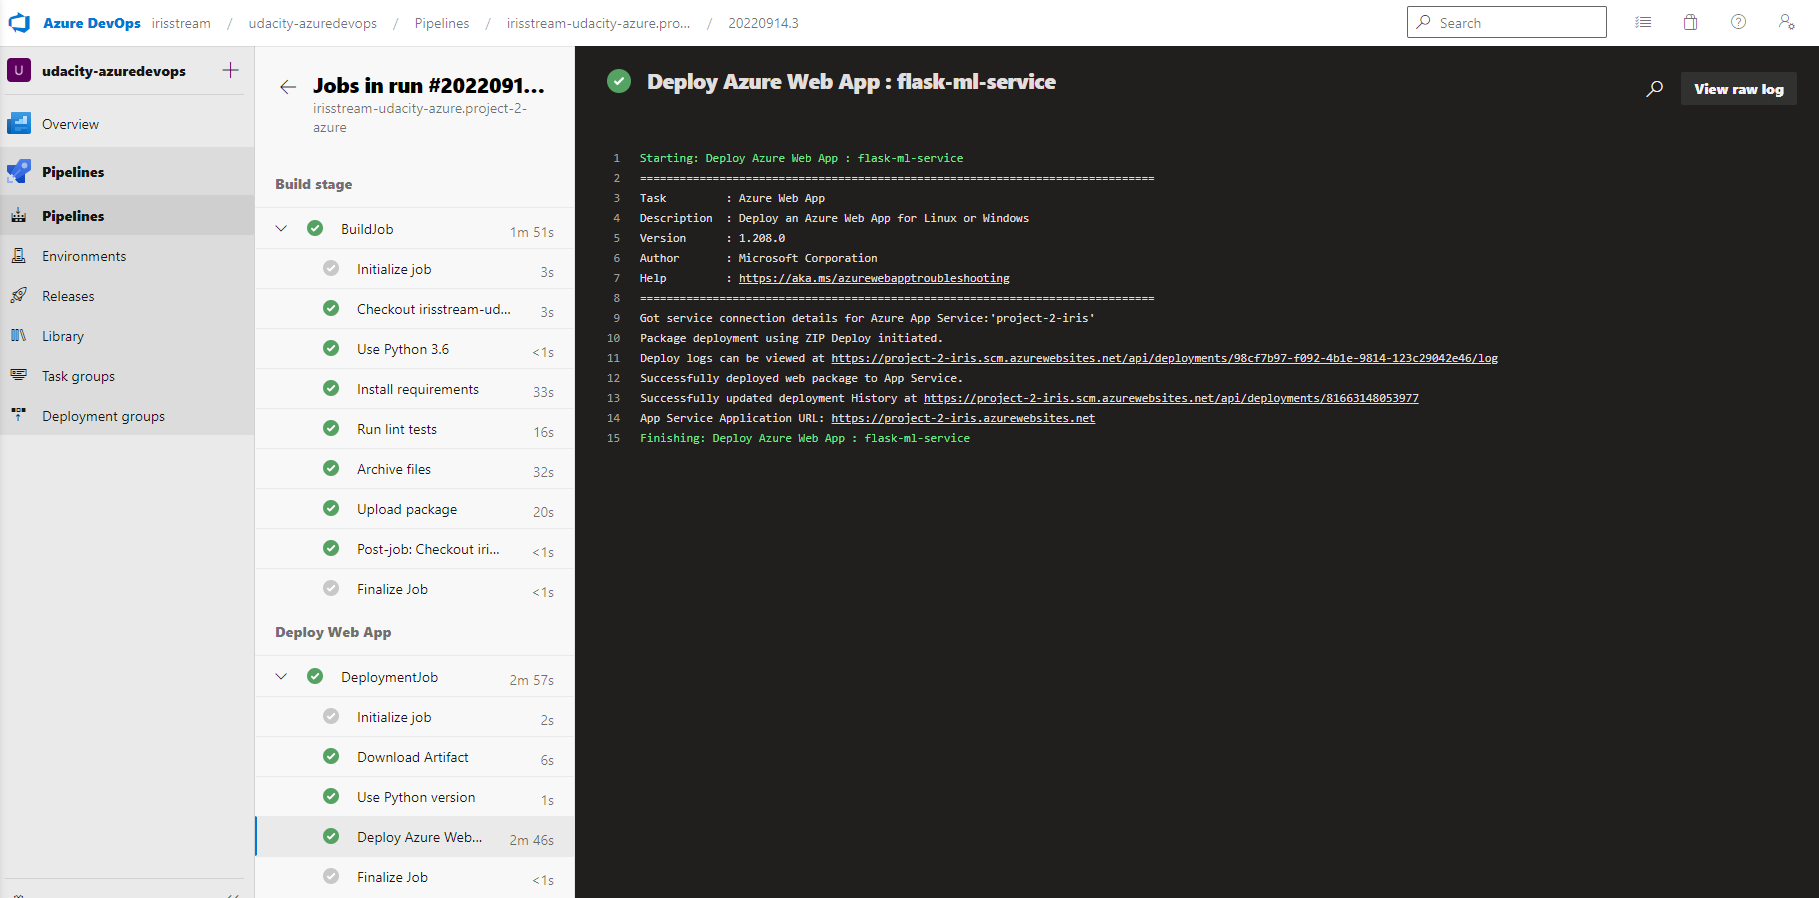 Azure DevOps irisstream / udacity-azuredevops / Pipelines / irisstream-udacity-azure.pro... / 20220914.3
Search
U udacity-azuredevops
Overview
Pipelines
Pipelines
Environments
Releases
Library
Task groups
Deployment groups
Jobs in run #2022091...
irisstream-udacity-azure.project-2-
azure
Build stage
BuildJob 1m 51s
Initialize job 3s
Checkout irisstream-ud... 3s
Use Python 3.6 <1s
Install requirements 33s
Run lint tests 16s
Archive files 32s
Upload package 20s
Post-job: Checkout iri... <1s
Finalize Job <1s
Deploy Web App
DeploymentJob 2m 57s
Initialize job 2s
Download Artifact 6s
Use Python version 1s
Deploy Azure Web... 2m 46s
Finalize Job <1s
Deploy Azure Web App : flask-ml-service
View raw log
1 Starting: Deploy Azure Web App : flask-ml-service
2 ==============================================================================
3 Task : Azure Web App
4 Description : Deploy an Azure Web App for Linux or Windows
5 Version : 1.208.0
6 Author : Microsoft Corporation
7 Help : https://aka.ms/azurewebapptroubleshooting
8 ==============================================================================
9 Got service connection details for Azure App Service:'project-2-iris'
10 Package deployment using ZIP Deploy initiated.
11 Deploy logs can be viewed at https://project-2-iris.scm.azurewebsites.net/api/deployments/98cf7b97-f092-4b1e-9814-123c29042e46/log
12 Successfully deployed web package to App Service.
13 Successfully updated deployment History at https://project-2-iris.scm.azurewebsites.net/api/deployments/81663148053977
14 App Service Application URL: https://project-2-iris.azurewebsites.net
15 Finishing: Deploy Azure Web App : flask-ml-service